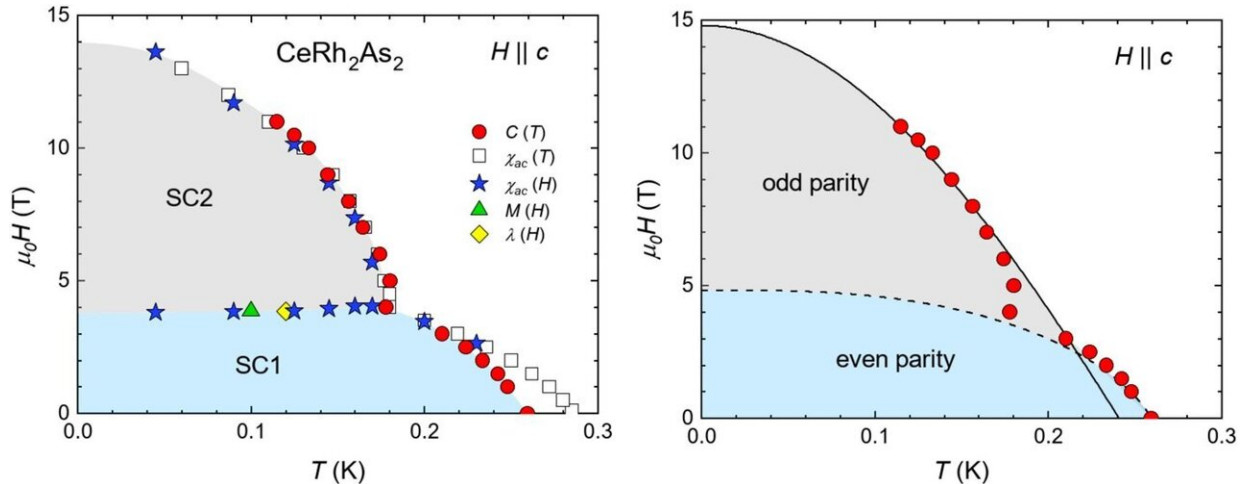 15
10
5
0
μ₀H (T)
CeRh₂As₂
H || c
C (T)
χac (T)
χac (H)
M (H)
λ (H)
SC2
SC1
0.0
0.1
0.2
0.3
T (K)
15
10
5
0
μ₀H (T)
H || c
odd parity
even parity
0.0
0.1
0.2
0.3
T (K)